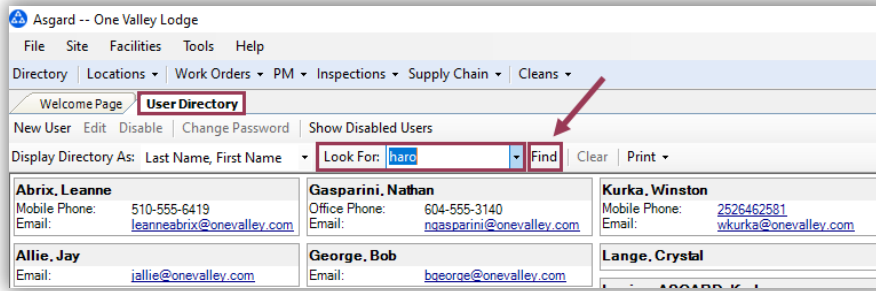 Asgard -- One Valley Lodge
File Site Facilities Tools Help
Directory Locations Work Orders PM Inspections Supply Chain Cleans
Welcome Page User Directory
New User Edit Disable Change Password Show Disabled Users
Display Directory As: Last Name, First Name Look For: haro Find Clear Print
Abrix, Leanne
Mobile Phone: 510-555-6419
Email: leanneabrix@onevalley.com
Allie, Jay
Email: jallie@onevalley.com
Gasparini, Nathan
Office Phone: 604-555-3140
Email: ngasparini@onevalley.com
George, Bob
Email: bgeorge@onevalley.com
Kurka, Winston
Mobile Phone: 2526462581
Email: wkurka@onevalley.com
Lange, Crystal